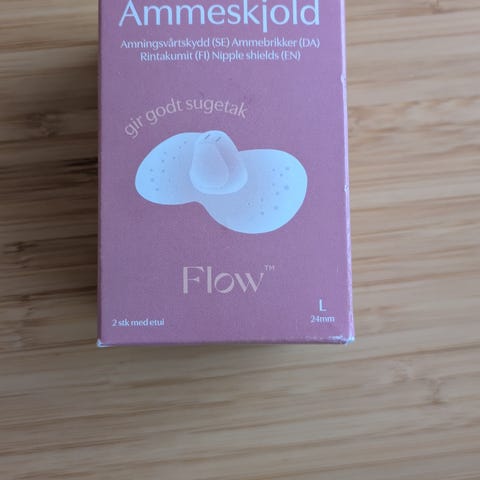 Ammeskjold
Amningsvårtskydd (SE) Ammebrikker (DA)
Rintakumit (FI) Nipple shields (EN)
gir godt sugetak
Flow™
2 stk med etui
L
24mm